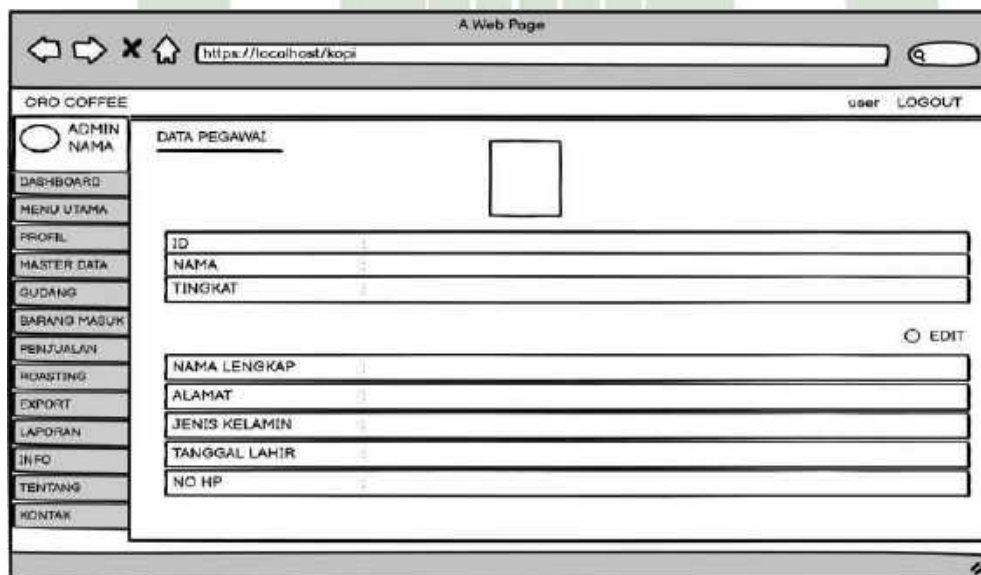 A Web Page
https://localhost/kopi
ORO COFFEE
user LOGOUT
ADMIN
NAMA
DASHBOARD
MENU UTAMA
PROFIL
MASTER DATA
GUDANG
BARANG MASUK
PENJUALAN
ROASTING
EXPORT
LAPORAN
INFO
TENTANG
KONTAK
DATA PEGAWAI
ID :
NAMA :
TINGKAT :
EDIT
NAMA LENGKAP :
ALAMAT :
JENIS KELAMIN :
TANGGAL LAHIR :
NO HP :